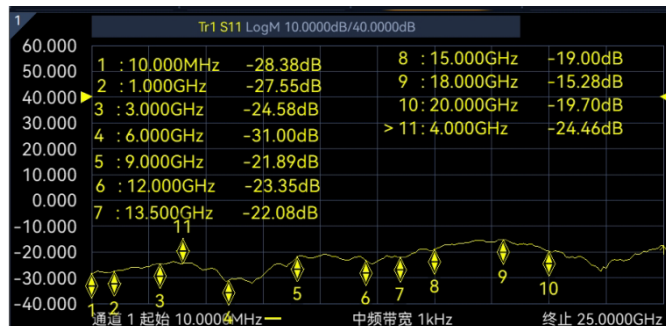 1
Tr1 S11 LogM 10.0000dB/40.0000dB
60.000
50.000
40.000
30.000
20.000
10.000
0.000
-10.000
-20.000
-30.000
-40.000
1 :10.000MHz -28.38dB
2 :1.000GHz -27.55dB
3 :3.000GHz -24.58dB
4 :6.000GHz -31.00dB
5 :9.000GHz -21.89dB
6 :12.000GHz -23.35dB
7 :13.500GHz -22.08dB
8 :15.000GHz -19.00dB
9 :18.000GHz -15.28dB
10:20.000GHz -19.70dB
> 11:4.000GHz -24.46dB
11
1 2 3 4 5 6 7 8 9 10
通道 1 起始 10.0000MHz 中频带宽 1kHz 终止 25.0000GHz